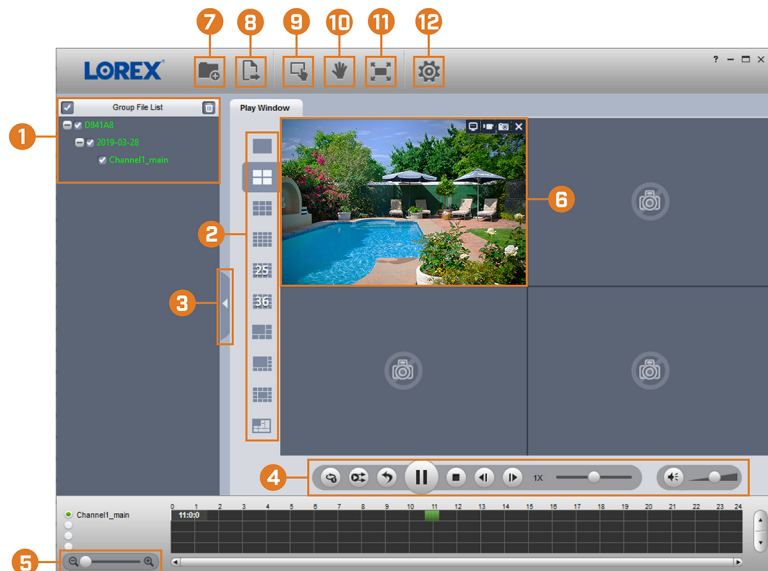 7 8 9 10 11 12
LOREX
? – □ ×
Group File List
Play Window
1
D841A8
2019-03-28
Channel1_main
2
25
36
3
6
4
1X
0 1 2 3 4 5 6 7 8 9 10 11 12 13 14 15 16 17 18 19 20 21 22 23 24
Channel1_main
11:0:0
5